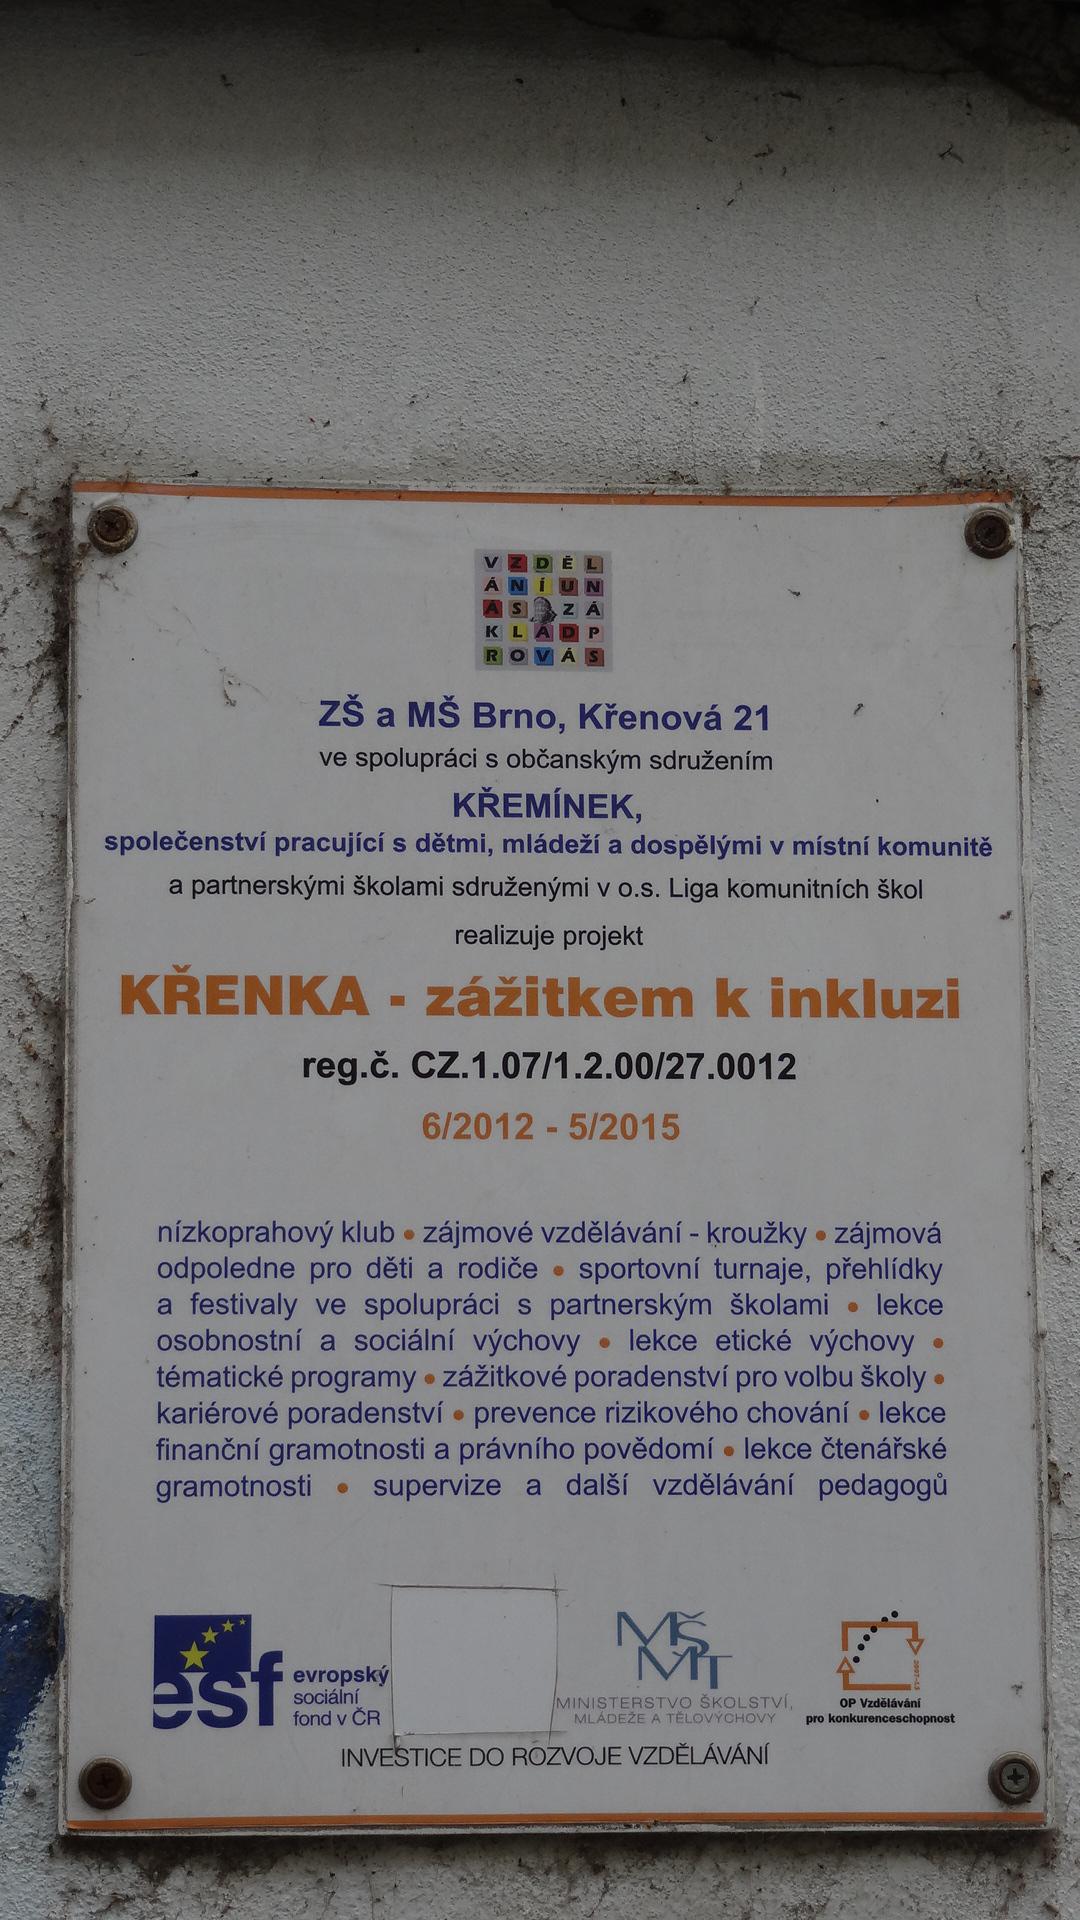 VZDĚL
ÁNÍUN
ÁS ZÁ
KLADP
ROVÁS
ZŠ a MŠ Brno, Křenová 21
ve spolupráci s občanským sdružením
KŘEMÍNEK,
společenství pracující s dětmi, mládeží a dospělými v místní komunitě
a partnerskými školami sdruženými v o.s. Liga komunitních škol
realizuje projekt
KŘENKA - zážitkem k inkluzi
reg.č. CZ.1.07/1.2.00/27.0012
6/2012 - 5/2015
nízkoprahový klub • zájmové vzdělávání - kroužky • zájmová
odpoledne pro děti a rodiče • sportovní turnaje, přehlídky
a festivaly ve spolupráci s partnerským školami • lekce
osobnostní a sociální výchovy • lekce etické výchovy •
tématické programy • zážitkové poradenství pro volbu školy •
kariérové poradenství • prevence rizikového chování • lekce
finanční gramotnosti a právního povědomí • lekce čtenářské
gramotnosti • supervize a další vzdělávání pedagogů
esf
evropský
sociální
fond v ČR
MŠMT
MINISTERSTVO ŠKOLSTVÍ,
MLÁDEŽE A TĚLOVÝCHOVY
2007-13
OP Vzdělávání
pro konkurenceschopnost
INVESTICE DO ROZVOJE VZDĚLÁVÁNÍ